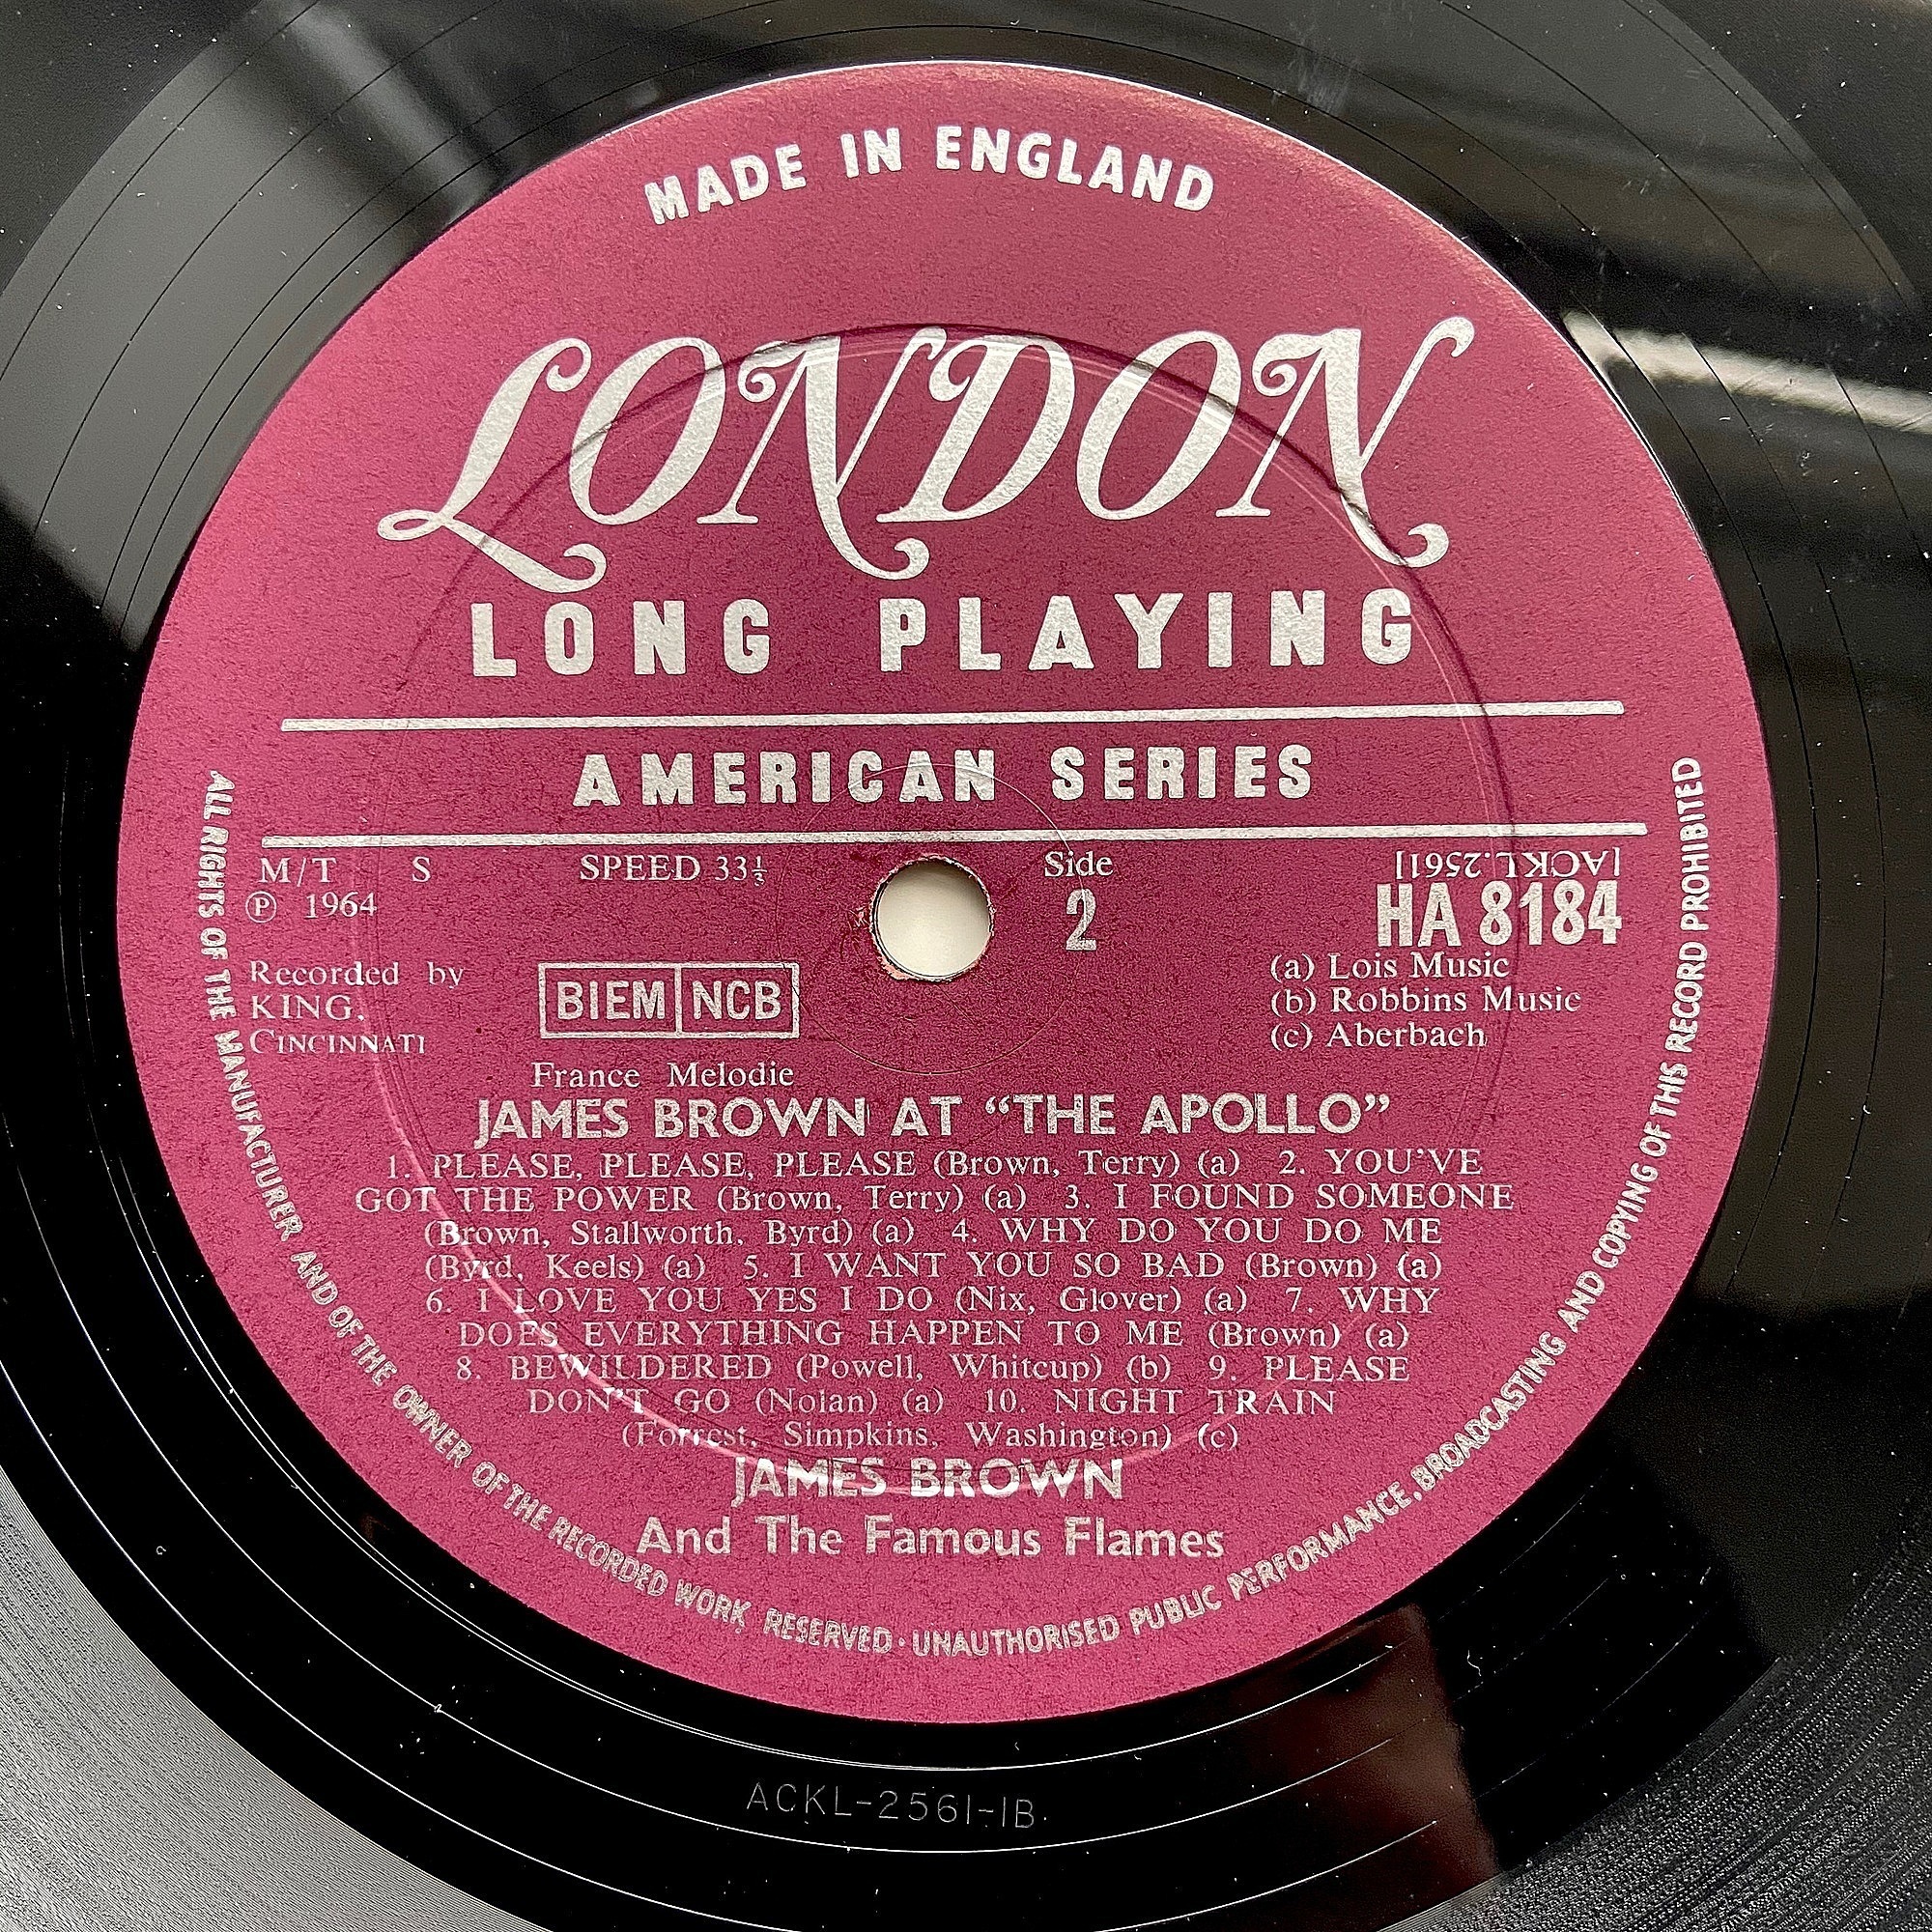 MADE IN ENGLAND
LONDON
LONG PLAYING
AMERICAN SERIES
M/T S SPEED 33⅓ Side [ACKL.2561]
Ⓟ 1964 2 HA 8184
Recorded by
KING,
CINCINNATI
BIEM NCB
(a) Lois Music
(b) Robbins Music
(c) Aberbach
France Melodie
JAMES BROWN AT “THE APOLLO”
1. PLEASE, PLEASE, PLEASE (Brown, Terry) (a) 2. YOU'VE
GOT THE POWER (Brown, Terry) (a) 3. I FOUND SOMEONE
(Brown, Stallworth, Byrd) (a) 4. WHY DO YOU DO ME
(Byrd, Keels) (a) 5. I WANT YOU SO BAD (Brown) (a)
6. I LOVE YOU YES I DO (Nix, Glover) (a) 7. WHY
DOES EVERYTHING HAPPEN TO ME (Brown) (a)
8. BEWILDERED (Powell, Whitcup) (b) 9. PLEASE
DON'T GO (Nolan) (a) 10. NIGHT TRAIN
(Forrest, Simpkins, Washington) (c)
JAMES BROWN
And The Famous Flames
ALL RIGHTS OF THE MANUFACTURER AND OF THE OWNER OF THE RECORDED WORK RESERVED · UNAUTHORISED PUBLIC PERFORMANCE, BROADCASTING AND COPYING OF THIS RECORD PROHIBITED
ACKL-2561-1B.